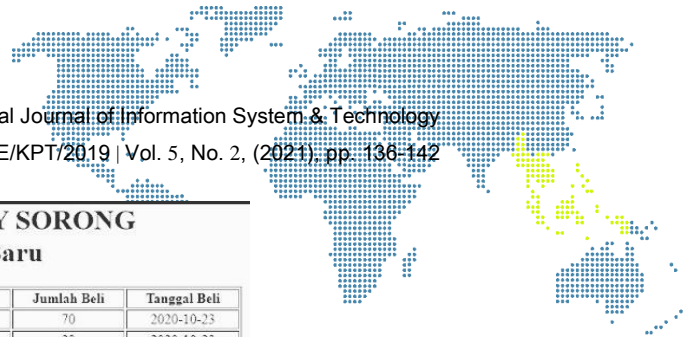 al Journal of Information System & Technology
E/KPT/2019 | Vol. 5, No. 2, (2021), pp. 136-142
Y SORONG
Baru
Jumlah Beli Tanggal Beli
70 2020-10-23